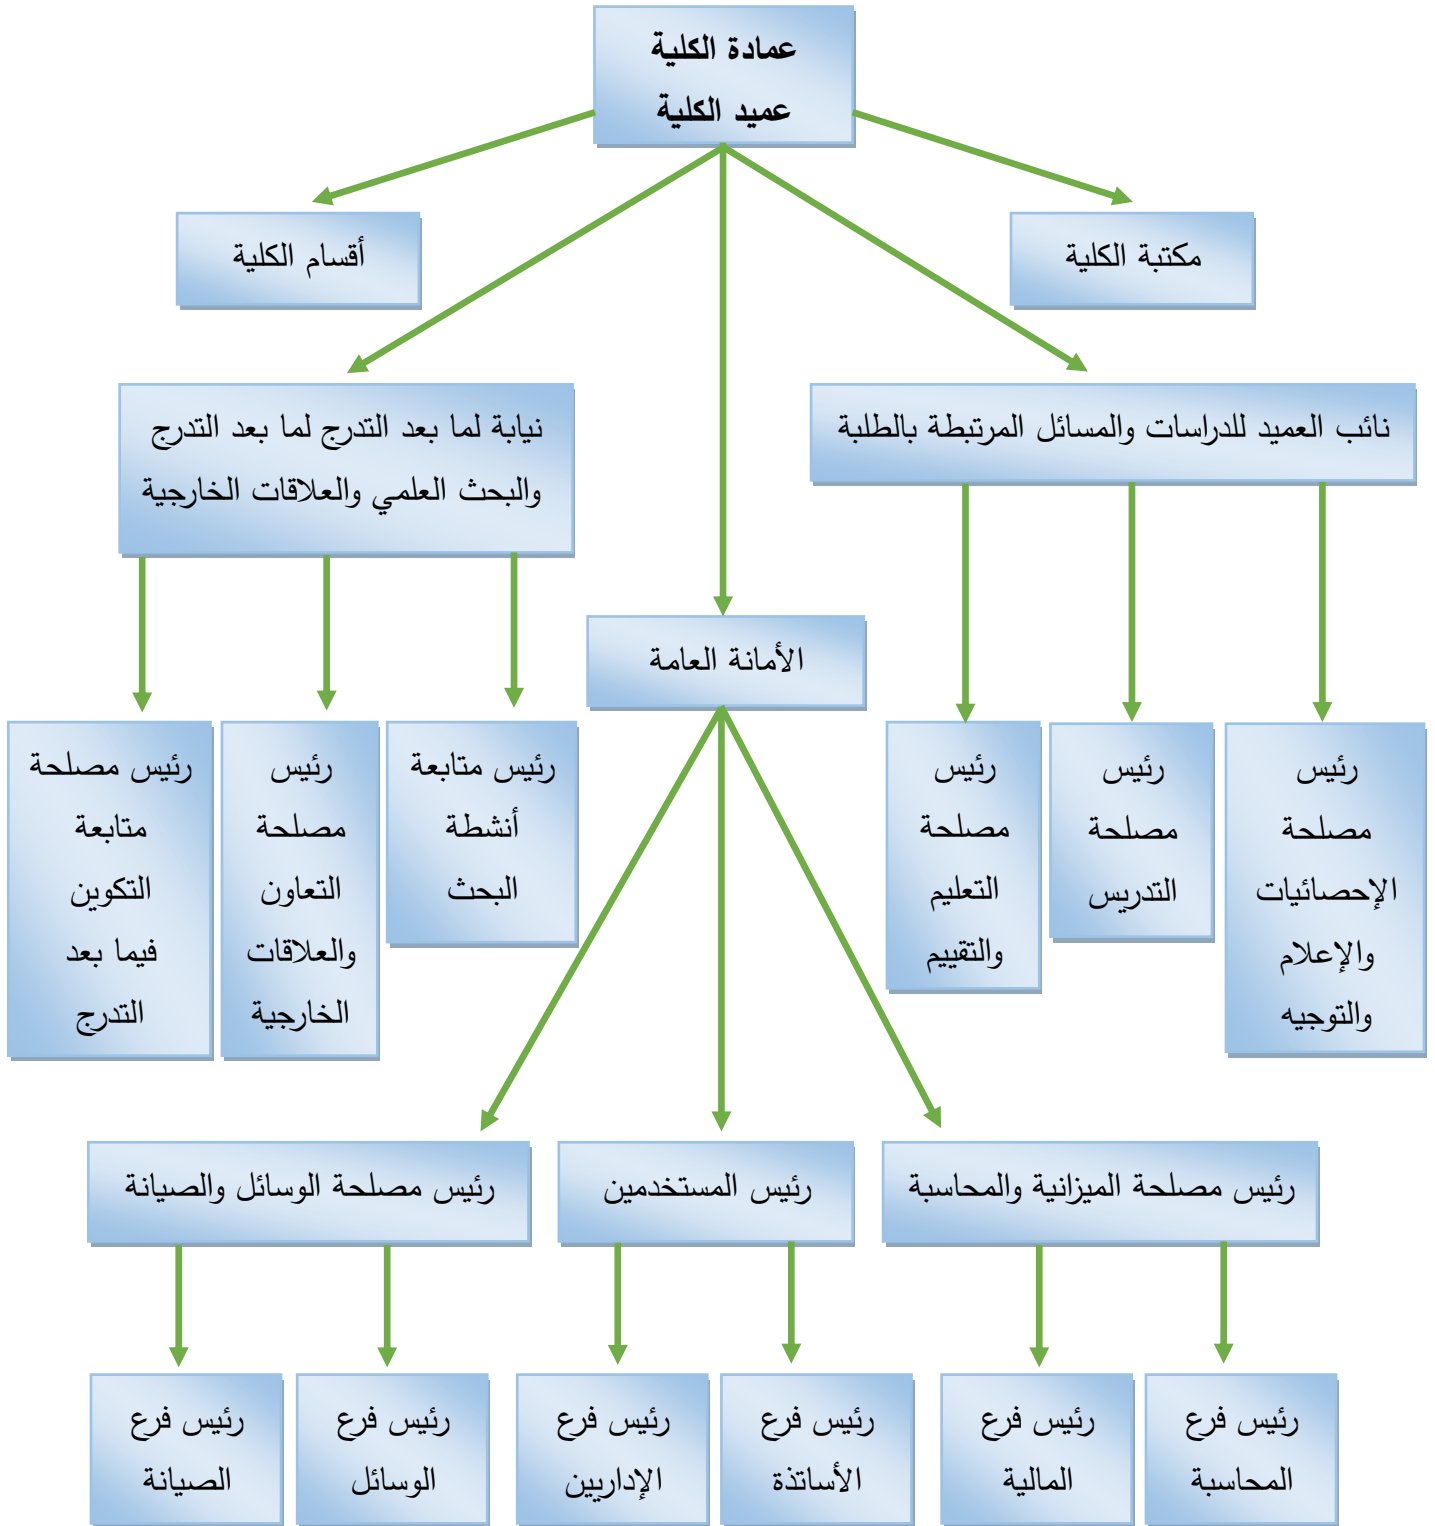 عمادة الكلية
عميد الكلية
مكتبة الكلية
أقسام الكلية
نائب العميد للدراسات والمسائل المرتبطة بالطلبة
نيابة لما بعد التدرج لما بعد التدرج
والبحث العلمي والعلاقات الخارجية
الأمانة العامة
رئيس
مصلحة
الإحصائيات
والإعلام
والتوجيه
رئيس
مصلحة
التدريس
رئيس
مصلحة
التعليم
والتقييم
رئيس متابعة
أنشطة
البحث
رئيس
مصلحة
التعاون
والعلاقات
الخارجية
رئيس مصلحة
متابعة
التكوين
فيما بعد
التدرج
رئيس مصلحة الميزانية والمحاسبة
رئيس المستخدمين
رئيس مصلحة الوسائل والصيانة
رئيس فرع
المحاسبة
رئيس فرع
المالية
رئيس فرع
الأساتذة
رئيس فرع
الإداريين
رئيس فرع
الوسائل
رئيس فرع
الصيانة